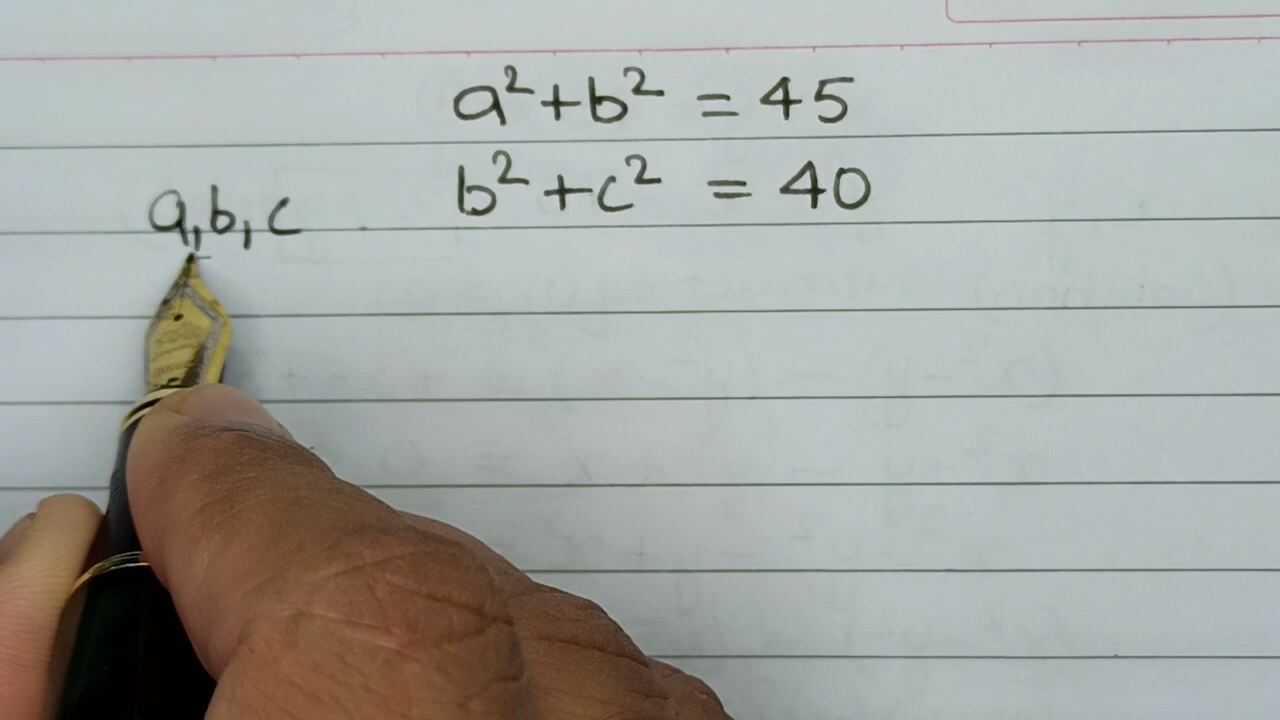 a²+b² = 45
b²+c² = 40
a, b, c